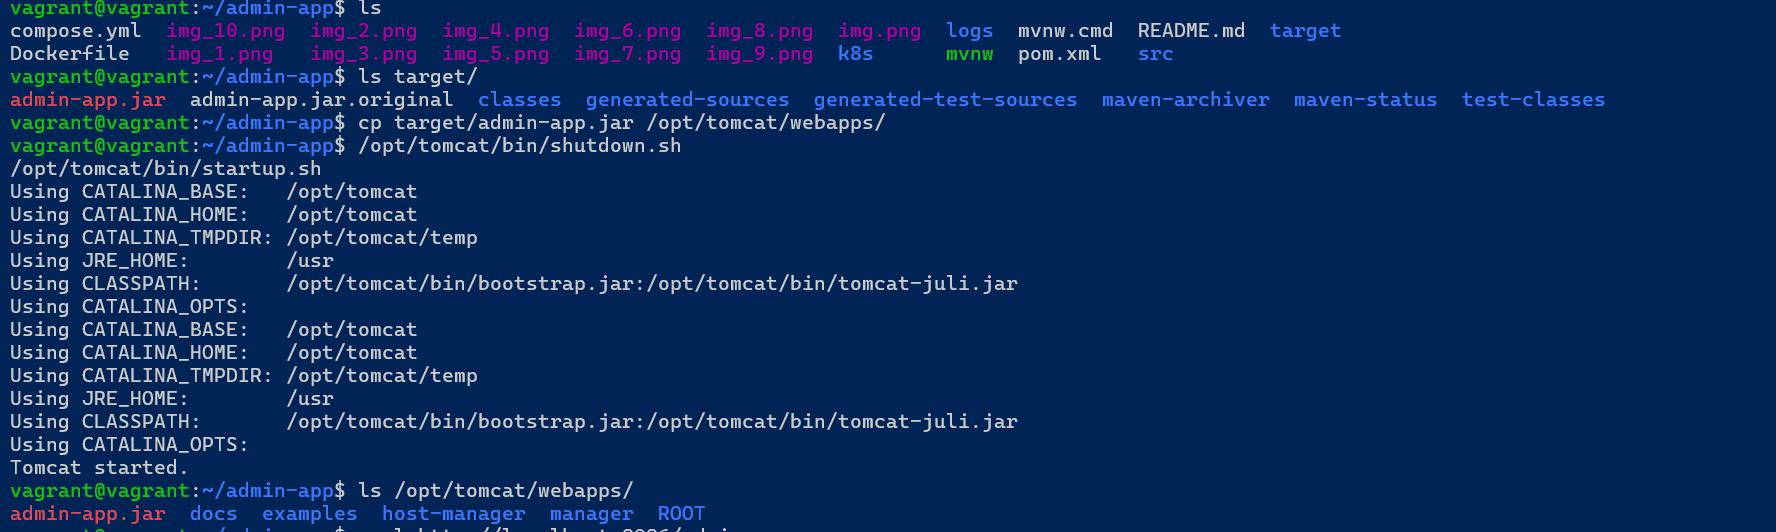 vagrant@vagrant:~/admin-app$ ls
compose.yml  img_10.png  img_2.png  img_4.png  img_6.png  img_8.png  img.png  logs  mvnw.cmd  README.md  target
Dockerfile   img_1.png   img_3.png  img_5.png  img_7.png  img_9.png  k8s      mvnw  pom.xml   src
vagrant@vagrant:~/admin-app$ ls target/
admin-app.jar  admin-app.jar.original  classes  generated-sources  generated-test-sources  maven-archiver  maven-status  test-classes
vagrant@vagrant:~/admin-app$ cp target/admin-app.jar /opt/tomcat/webapps/
vagrant@vagrant:~/admin-app$ /opt/tomcat/bin/shutdown.sh
/opt/tomcat/bin/startup.sh
Using CATALINA_BASE:   /opt/tomcat
Using CATALINA_HOME:   /opt/tomcat
Using CATALINA_TMPDIR: /opt/tomcat/temp
Using JRE_HOME:        /usr
Using CLASSPATH:       /opt/tomcat/bin/bootstrap.jar:/opt/tomcat/bin/tomcat-juli.jar
Using CATALINA_OPTS:
Using CATALINA_BASE:   /opt/tomcat
Using CATALINA_HOME:   /opt/tomcat
Using CATALINA_TMPDIR: /opt/tomcat/temp
Using JRE_HOME:        /usr
Using CLASSPATH:       /opt/tomcat/bin/bootstrap.jar:/opt/tomcat/bin/tomcat-juli.jar
Using CATALINA_OPTS:
Tomcat started.
vagrant@vagrant:~/admin-app$ ls /opt/tomcat/webapps/
admin-app.jar  docs  examples  host-manager  manager  ROOT